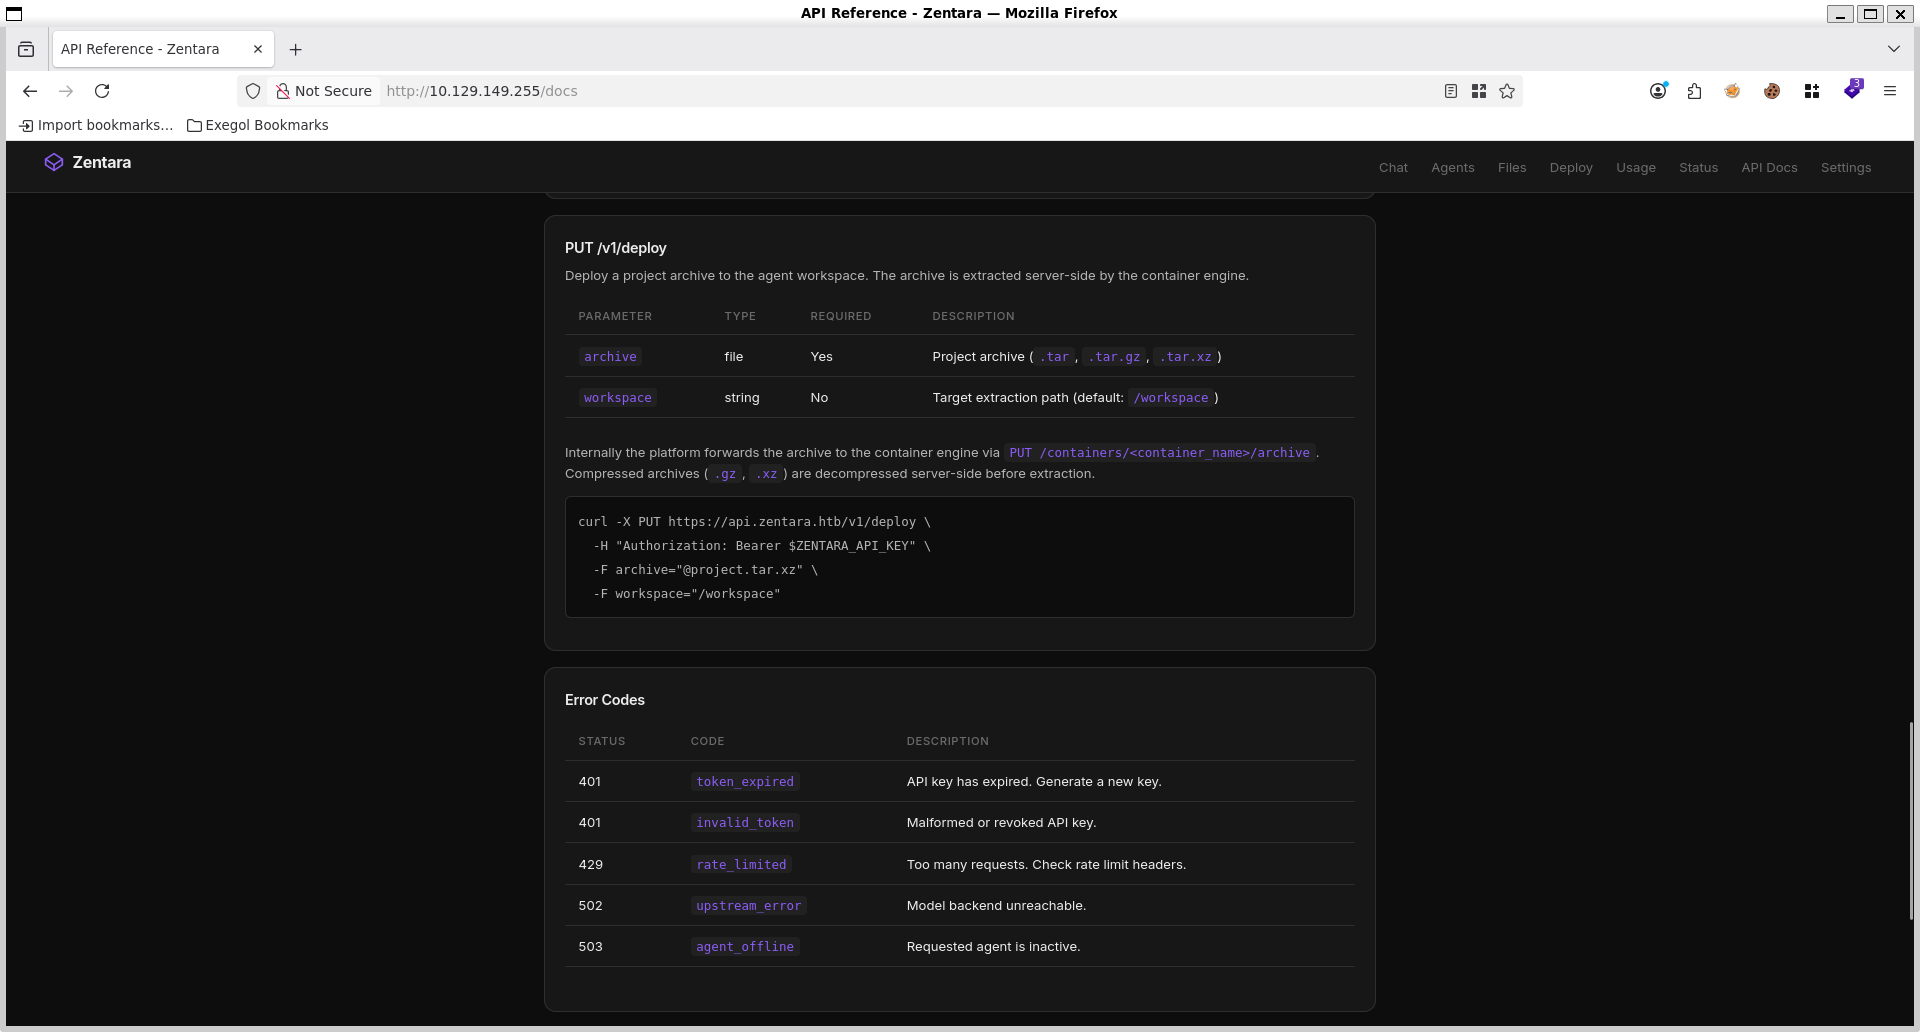 API Reference - Zentara — Mozilla Firefox
API Reference - Zentara
Not Secure http://10.129.149.255/docs
3
Import bookmarks… Exegol Bookmarks
Zentara Chat Agents Files Deploy Usage Status API Docs Settings
PUT /v1/deploy
Deploy a project archive to the agent workspace. The archive is extracted server-side by the container engine.
PARAMETER TYPE REQUIRED DESCRIPTION
archive file Yes Project archive ( .tar , .tar.gz , .tar.xz )
workspace string No Target extraction path (default: /workspace )
Internally the platform forwards the archive to the container engine via PUT /containers/<container_name>/archive .
Compressed archives ( .gz , .xz ) are decompressed server-side before extraction.
curl -X PUT https://api.zentara.htb/v1/deploy \
-H "Authorization: Bearer $ZENTARA_API_KEY" \
-F archive="@project.tar.xz" \
-F workspace="/workspace"
Error Codes
STATUS CODE DESCRIPTION
401 token_expired API key has expired. Generate a new key.
401 invalid_token Malformed or revoked API key.
429 rate_limited Too many requests. Check rate limit headers.
502 upstream_error Model backend unreachable.
503 agent_offline Requested agent is inactive.